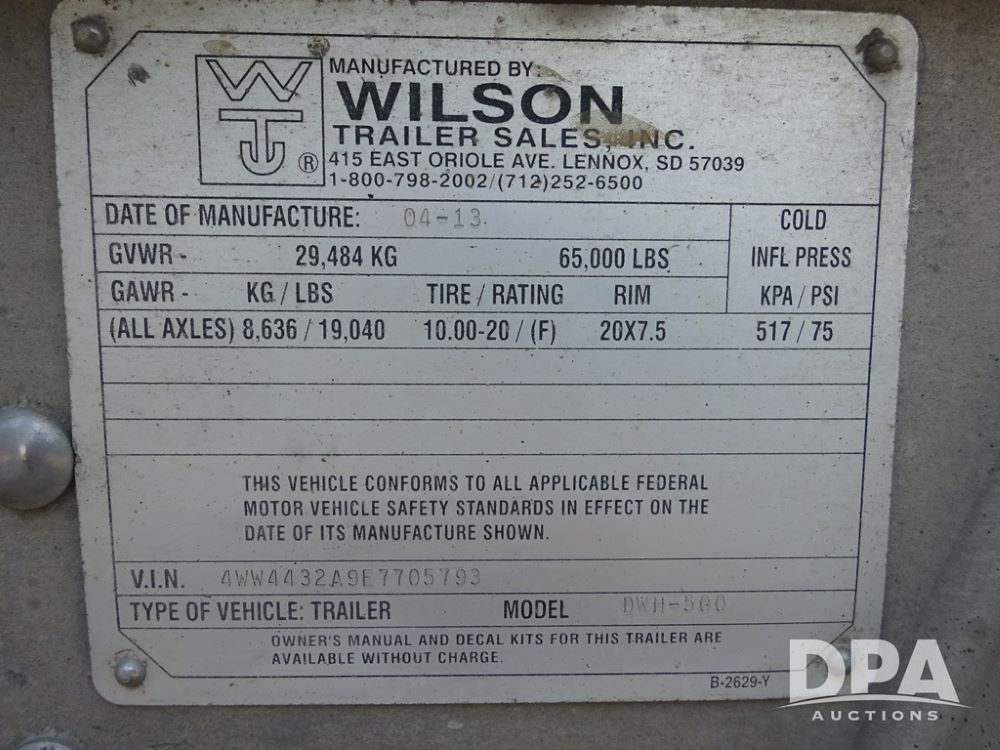 WT ®
MANUFACTURED BY:
WILSON
TRAILER SALES, INC.
415 EAST ORIOLE AVE. LENNOX, SD 57039
1-800-798-2002/(712)252-6500
DATE OF MANUFACTURE: 04-13 COLD
GVWR - 29,484 KG 65,000 LBS INFL PRESS
GAWR - KG / LBS TIRE / RATING RIM KPA / PSI
(ALL AXLES) 8,636 / 19,040 10.00-20 / (F) 20X7.5 517 / 75
THIS VEHICLE CONFORMS TO ALL APPLICABLE FEDERAL
MOTOR VEHICLE SAFETY STANDARDS IN EFFECT ON THE
DATE OF ITS MANUFACTURE SHOWN.
V.I.N. 4WW4432A9E7705793
TYPE OF VEHICLE: TRAILER MODEL DWH-500
OWNER'S MANUAL AND DECAL KITS FOR THIS TRAILER ARE
AVAILABLE WITHOUT CHARGE.
B-2629-Y
DPA
AUCTIONS